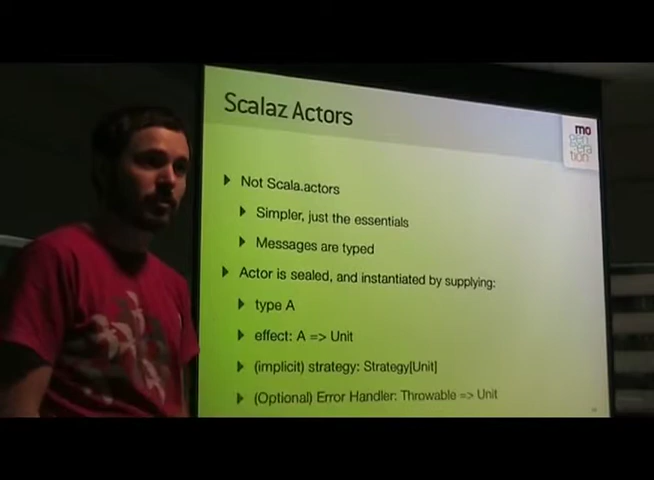 Scalaz Actors
mo
Not Scala.actors
Simpler, just the essentials
Messages are typed
Actor is sealed, and instantiated by supplying:
type A
effect: A => Unit
(implicit) strategy: Strategy[Unit]
(Optional) Error Handler: Throwable => Unit